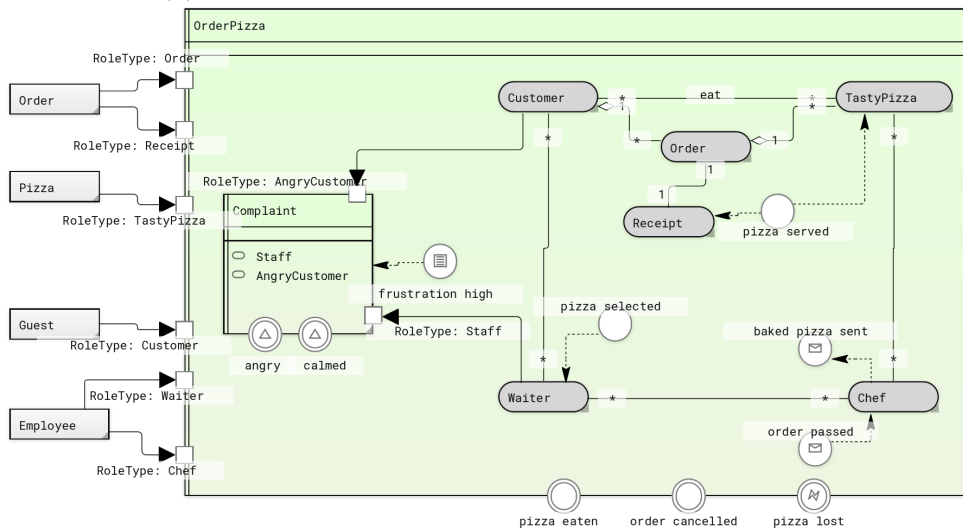 OrderPizza
RoleType: Order
Order
RoleType: Receipt
Pizza
RoleType: TastyPizza
Guest
RoleType: Customer
RoleType: Waiter
Employee
RoleType: Chef
RoleType: AngryCustomer
Complaint
Staff
AngryCustomer
angry
calmed
frustration high
RoleType: Staff
Customer
*
eat
*
TastyPizza
1
*
*
*
Order
1
*
*
1
1
Receipt
pizza served
pizza selected
baked pizza sent
*
*
Waiter
*
*
Chef
order passed
pizza eaten
order cancelled
pizza lost